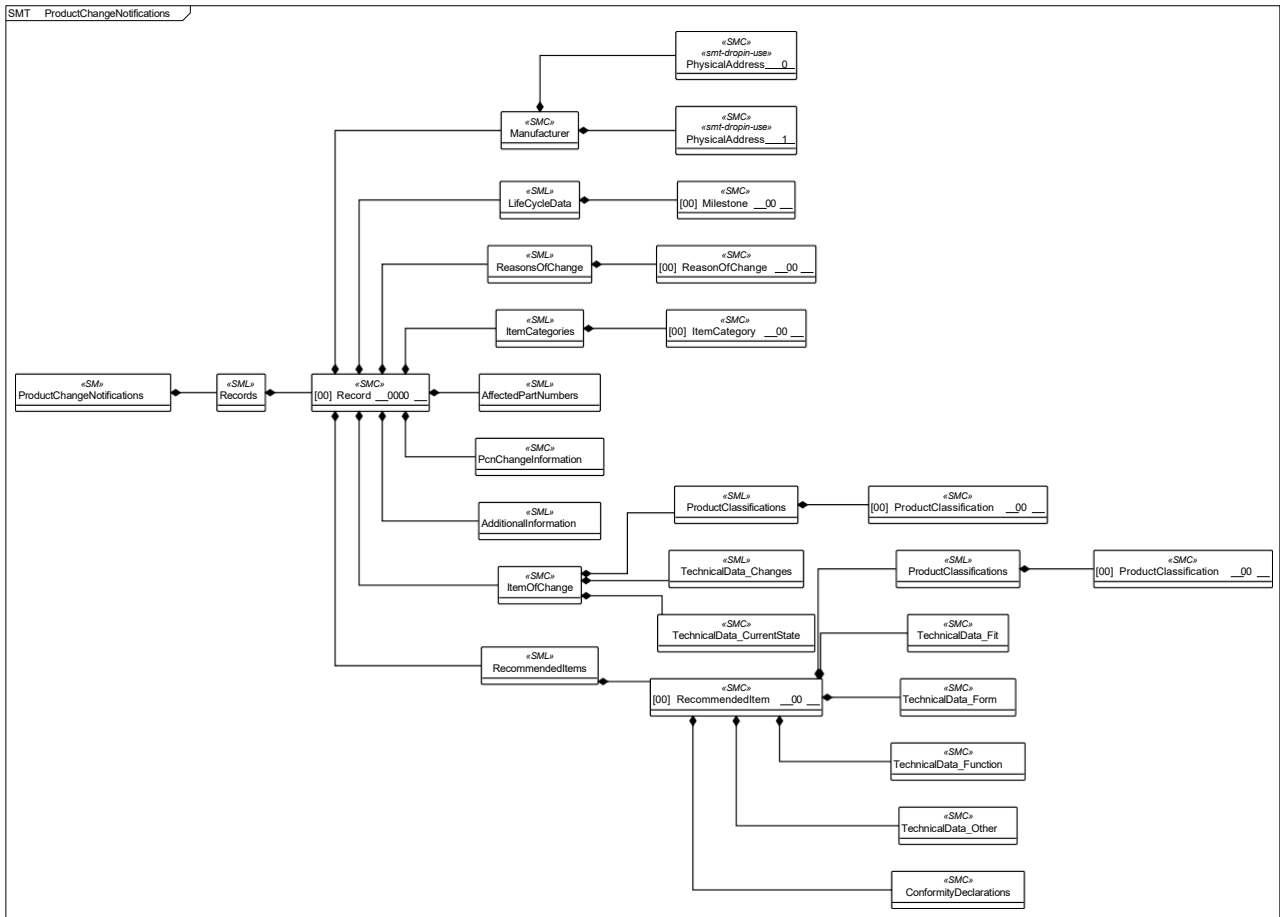 SMT ProductChangeNotifications
«SMC»
«smt-dropin-use»
PhysicalAddress__0_
«SMC»
Manufacturer
«SMC»
«smt-dropin-use»
PhysicalAddress__1_
«SML»
LifeCycleData
«SMC»
[00] Milestone __00 __
«SML»
ReasonsOfChange
«SMC»
[00] ReasonOfChange __00 __
«SML»
ItemCategories
«SMC»
[00] ItemCategory __00 __
«SM»
ProductChangeNotifications
«SML»
Records
«SMC»
[00] Record __0000 __
«SML»
AffectedPartNumbers
«SMC»
PcnChangeInformation
«SML»
AdditionalInformation
«SMC»
ItemOfChange
«SML»
ProductClassifications
«SMC»
[00] ProductClassification __00 __
«SML»
TechnicalData_Changes
«SMC»
TechnicalData_CurrentState
«SML»
RecommendedItems
«SMC»
[00] RecommendedItem __00 __
«SML»
ProductClassifications
«SMC»
[00] ProductClassification __00 __
«SMC»
TechnicalData_Fit
«SMC»
TechnicalData_Form
«SMC»
TechnicalData_Function
«SMC»
TechnicalData_Other
«SMC»
ConformityDeclarations